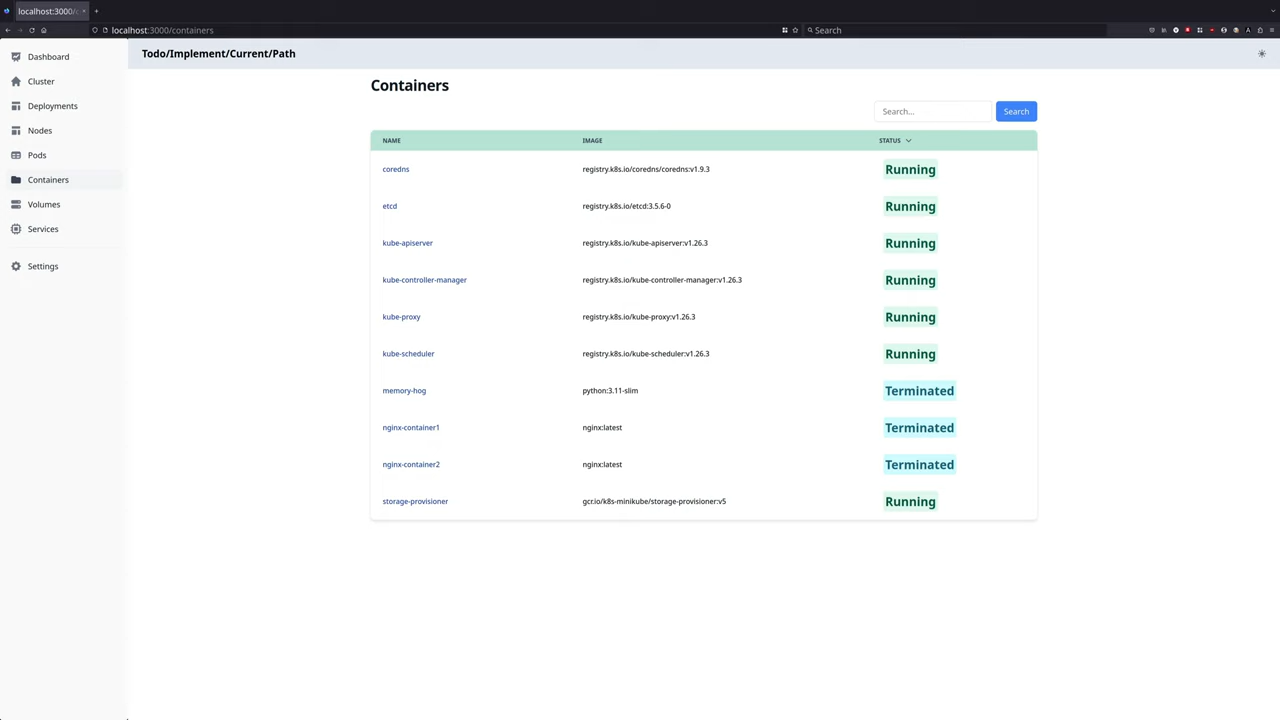 localhost:3000/c
localhost:3000/containers
Search
Dashboard
Cluster
Deployments
Nodes
Pods
Containers
Volumes
Services
Settings
Todo/Implement/Current/Path
Containers
Search...
Search
NAME IMAGE STATUS
coredns registry.k8s.io/coredns/coredns:v1.9.3 Running
etcd registry.k8s.io/etcd:3.5.6-0 Running
kube-apiserver registry.k8s.io/kube-apiserver:v1.26.3 Running
kube-controller-manager registry.k8s.io/kube-controller-manager:v1.26.3 Running
kube-proxy registry.k8s.io/kube-proxy:v1.26.3 Running
kube-scheduler registry.k8s.io/kube-scheduler:v1.26.3 Running
memory-hog python:3.11-slim Terminated
nginx-container1 nginx:latest Terminated
nginx-container2 nginx:latest Terminated
storage-provisioner gcr.io/k8s-minikube/storage-provisioner:v5 Running